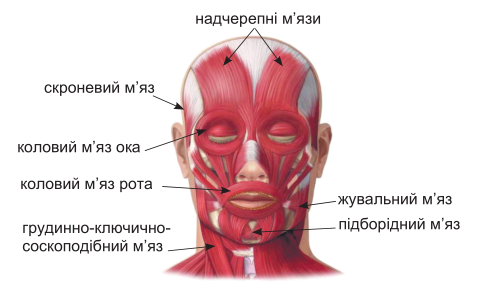 надчерепні м’язи
скроневий м’яз
коловий м’яз ока
коловий м’яз рота
жувальний м’яз
підборідний м’яз
грудинно-ключично-
соскоподібний м’яз